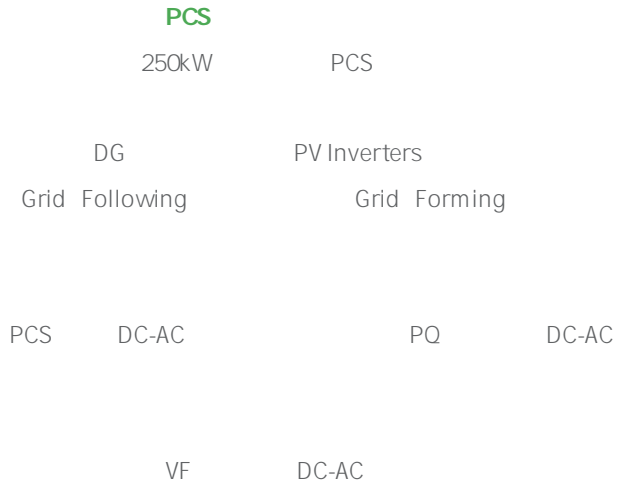 PCS
250kW PCS
DG PV Inverters
Grid Following Grid Forming
PCS DC-AC PQ DC-AC
VF DC-AC